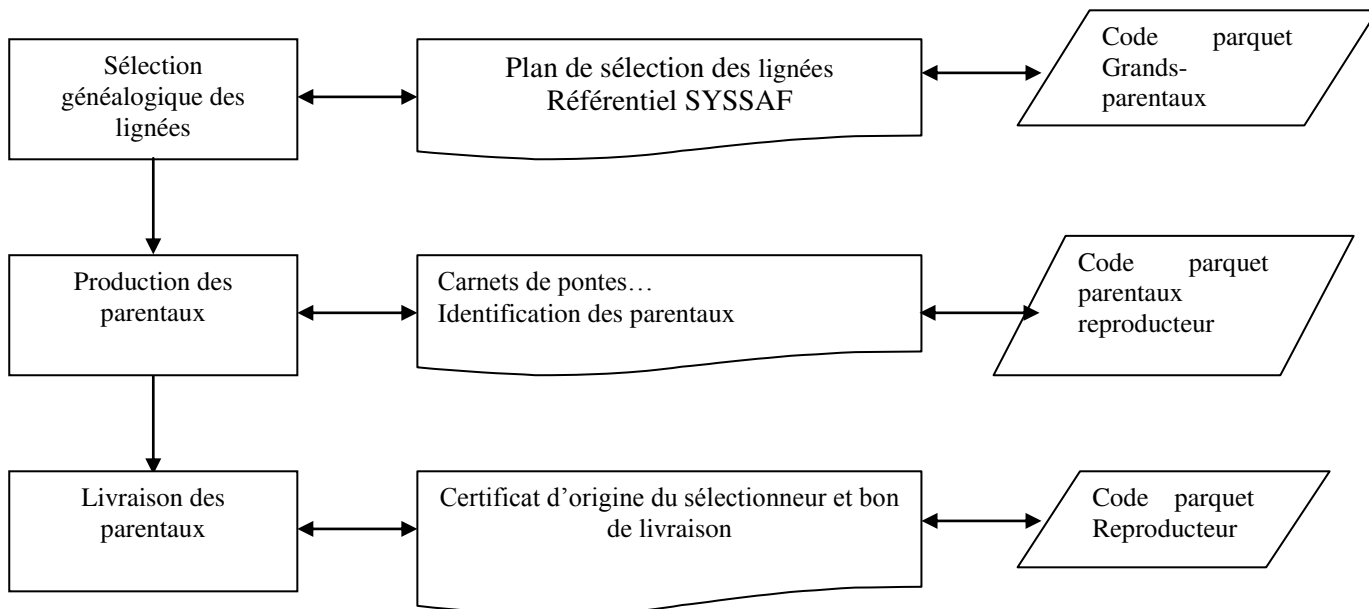 Sélection
généalogique des
lignées
Plan de sélection des lignées
Référentiel SYSSAF
Code parquet
Grands-
parentaux
Production des
parentaux
Carnets de pontes…
Identification des parentaux
Code parquet
parentaux
reproducteur
Livraison des
parentaux
Certificat d’origine du sélectionneur et bon
de livraison
Code parquet
Reproducteur